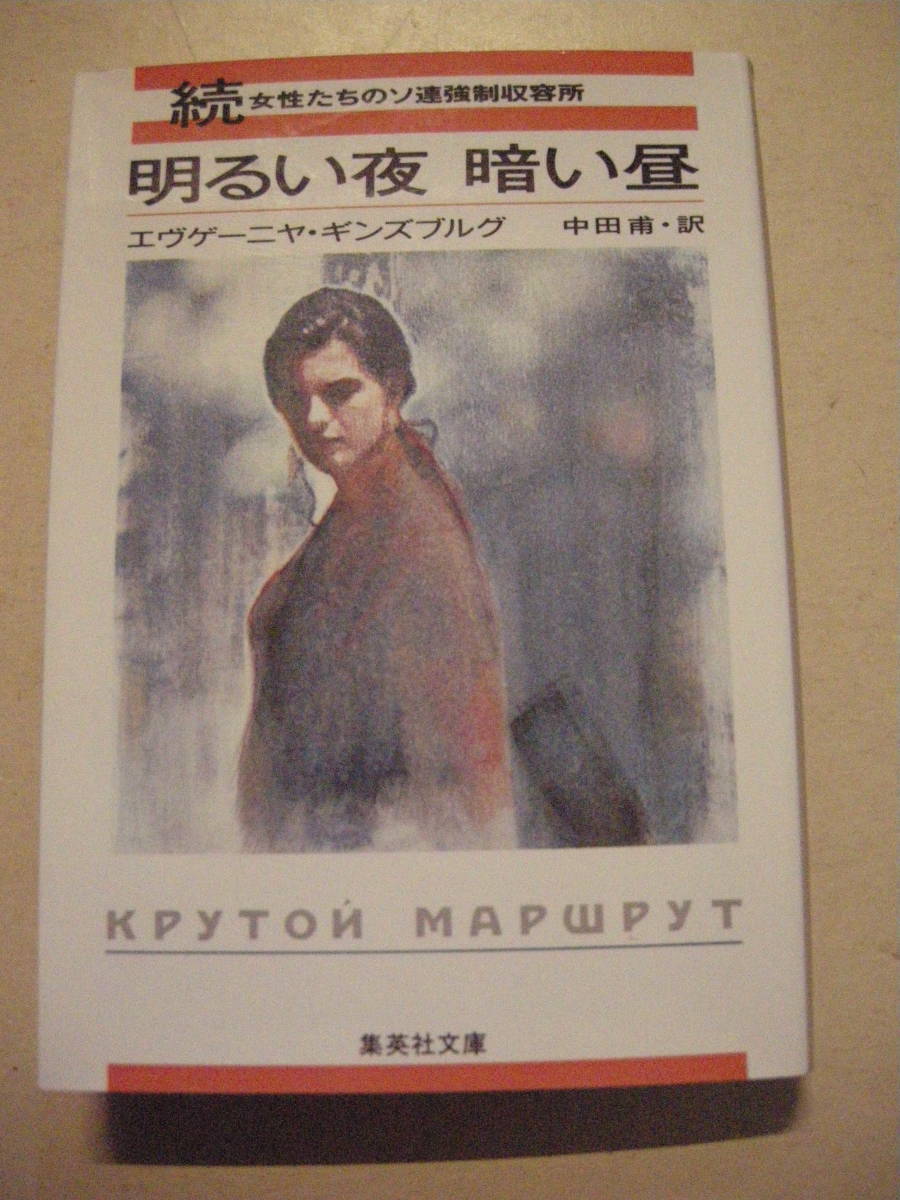 続 女性たちのソ連強制収容所
明るい夜 暗い昼
エヴゲーニヤ・ギンズブルグ 中田甫・訳
КРУТОЙ МАРШРУТ
集英社文庫